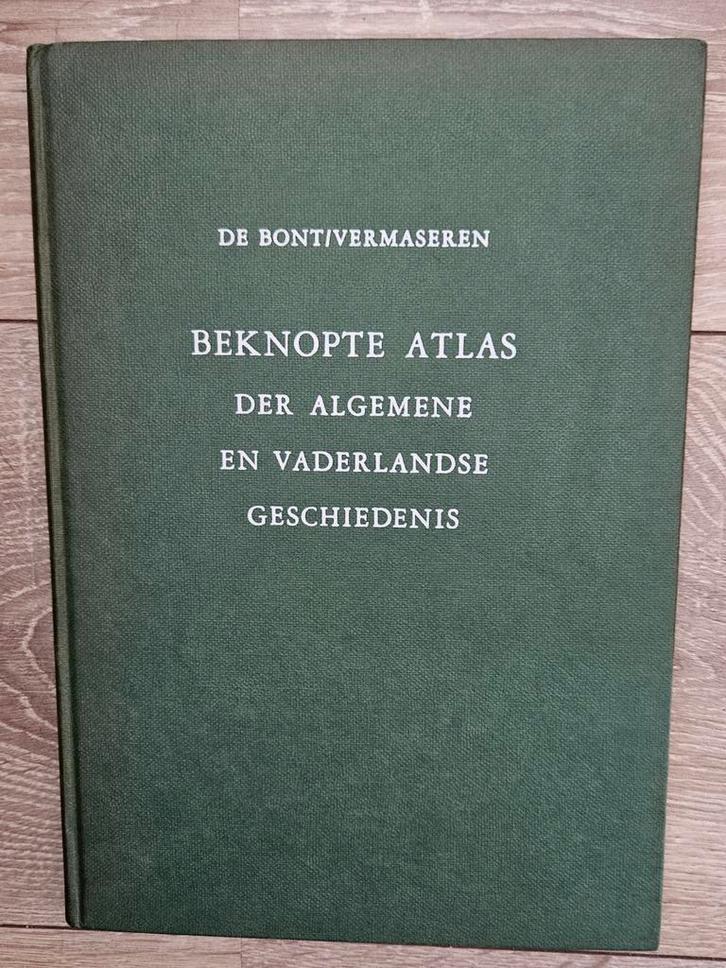 DE BONT/VERMASEREN
BEKNOPTE ATLAS
DER ALGEMENE
EN VADERLANDSE
GESCHIEDENIS